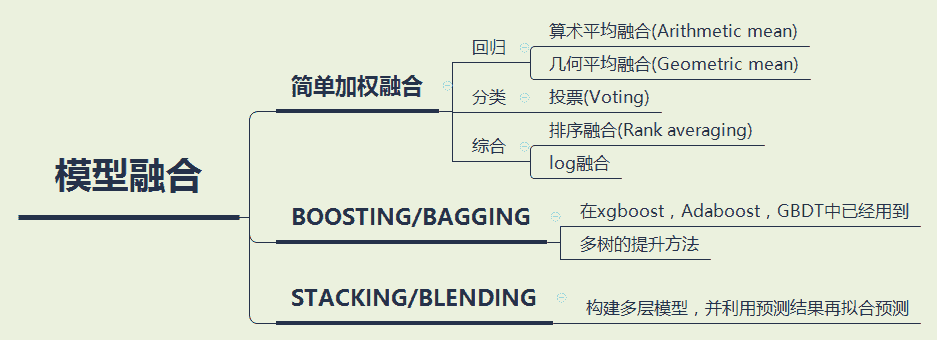 模型融合
简单加权融合
回归
算术平均融合(Arithmetic mean)
几何平均融合(Geometric mean)
分类
投票(Voting)
综合
排序融合(Rank averaging)
log融合
BOOSTING/BAGGING
在xgboost，Adaboost，GBDT中已经用到
多树的提升方法
STACKING/BLENDING
构建多层模型，并利用预测结果再拟合预测